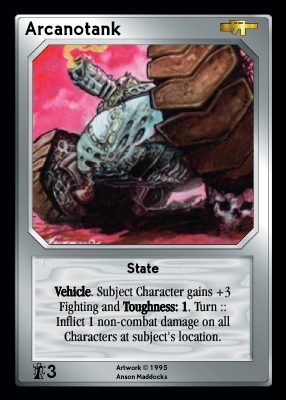 Arcanotank
State
Vehicle. Subject Character gains +3
Fighting and Toughness: 1. Turn ::
Inflict 1 non-combat damage on all
Characters at subject's location.
3
Artwork © 1995
Anson Maddocks